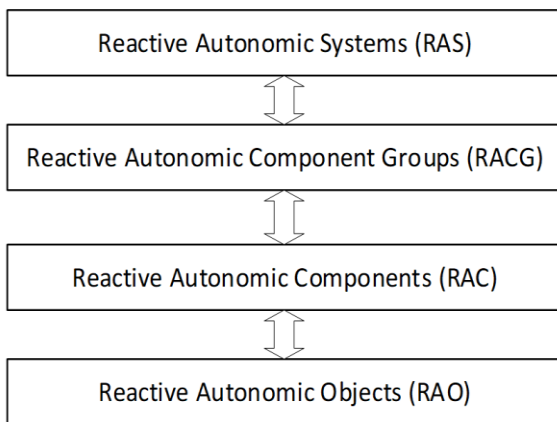 Reactive Autonomic Systems (RAS)
Reactive Autonomic Component Groups (RACG)
Reactive Autonomic Components (RAC)
Reactive Autonomic Objects (RAO)